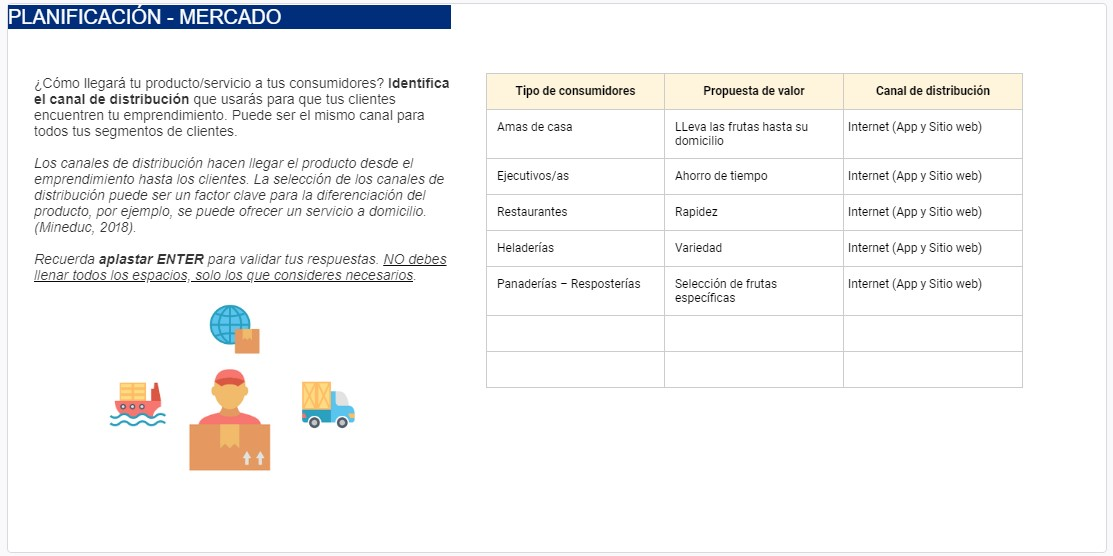 PLANIFICACIÓN - MERCADO
¿Cómo llegará tu producto/servicio a tus consumidores? Identifica
el canal de distribución que usarás para que tus clientes
encuentren tu emprendimiento. Puede ser el mismo canal para
todos tus segmentos de clientes.
Los canales de distribución hacen llegar el producto desde el
emprendimiento hasta los clientes. La selección de los canales de
distribución puede ser un factor clave para la diferenciación del
producto, por ejemplo, se puede ofrecer un servicio a domicilio.
(Mineduc, 2018).
Recuerda aplastar ENTER para validar tus respuestas. NO debes
llenar todos los espacios, solo los que consideres necesarios.
Tipo de consumidores Propuesta de valor Canal de distribución
Amas de casa LLeva las frutas hasta su Internet (App y Sitio web)
domicilio
Ejecutivos/as Ahorro de tiempo Internet (App y Sitio web)
Restaurantes Rapidez Internet (App y Sitio web)
Heladerías Variedad Internet (App y Sitio web)
Panaderías – Resposterías Selección de frutas Internet (App y Sitio web)
específicas